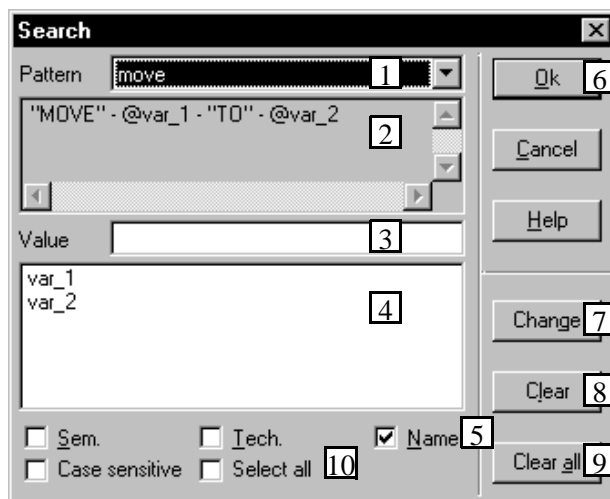 Search
Pattern move 1
6 Ok
"MOVE" - @var_1 - "TO" - @var_2
2
Cancel
Help
Value 3
var_1
var_2
4
Change 7
Clear 8
Clear all 9
Sem. Tech. Name 5
Case sensitive Select all 10